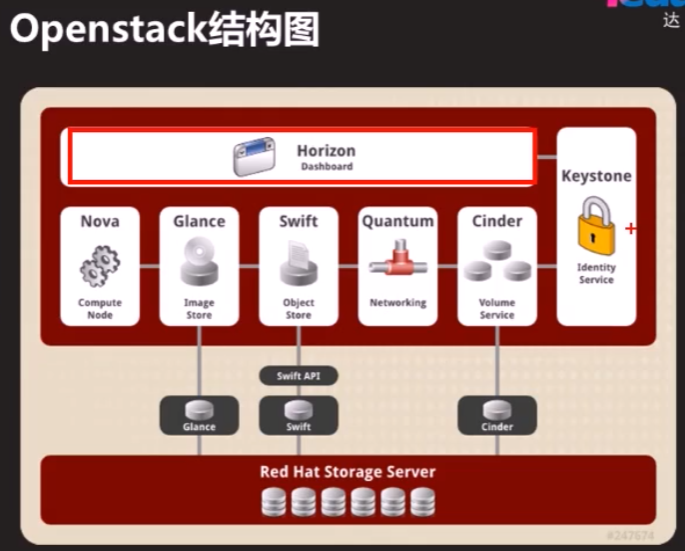 Openstack结构图
达
Horizon
Dashboard
Keystone
Identity
Service
Nova
Compute
Node
Glance
Image
Store
Swift
Object
Store
Quantum
Networking
Cinder
Volume
Service
Swift API
Glance
Swift
Cinder
Red Hat Storage Server
#247674